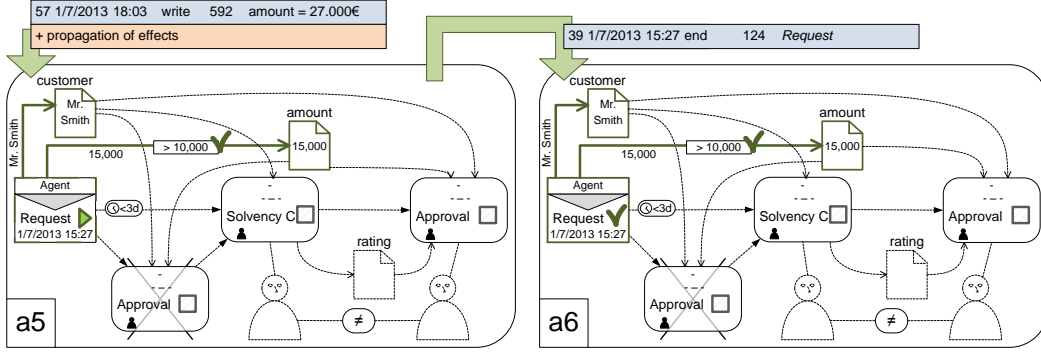 57 1/7/2013 18:03 write 592 amount = 27.000€
+ propagation of effects
39 1/7/2013 15:27 end 124 Request
customer
Mr.
Smith
Mr. Smith
amount
> 10,000
15,000
15,000
Agent
Request
1/7/2013 15:27
<3d
-
Solvency C
-
Approval
rating
-
Approval
≠
a5
customer
Mr.
Smith
Mr. Smith
amount
> 10,000
15,000
15,000
Agent
Request
1/7/2013 15:27
<3d
-
Solvency C
-
Approval
rating
-
Approval
≠
a6